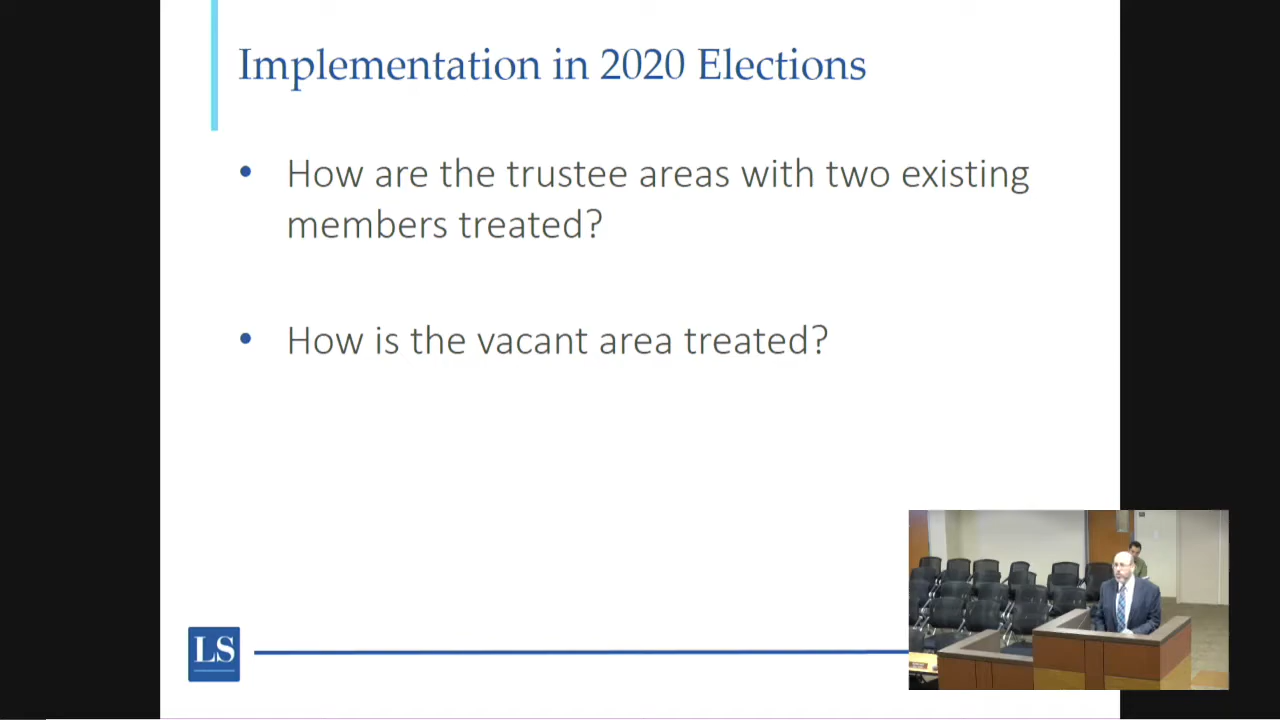 Implementation in 2020 Elections
• How are the trustee areas with two existing
members treated?
• How is the vacant area treated?
LS